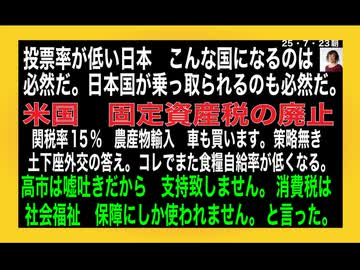 25・7・23朝
投票率が低い日本　こんな国になるのは
必然だ。日本国が乗っ取られるのも必然だ。
米国　固定資産税の廃止
関税率15％　農産物輸入　車も買います。策略無き
土下座外交の答え。コレでまた食糧自給率が低くなる。
高市は嘘吐きだから　支持致しません。消費税は
社会福祉　保障にしか使われません。と言った。